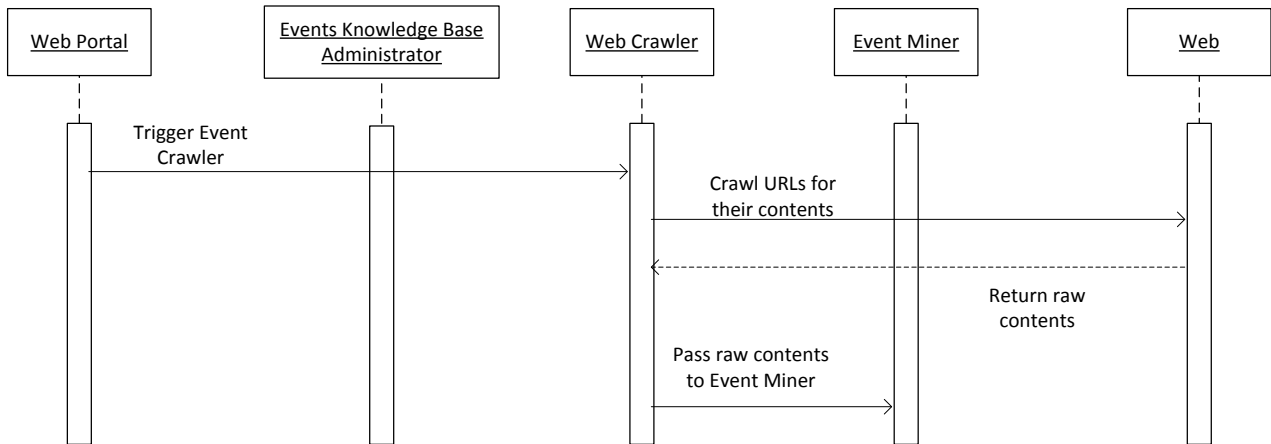 Web Portal
Events Knowledge Base
Administrator
Web Crawler
Event Miner
Web
Trigger Event
Crawler
Crawl URLs for
their contents
Return raw
contents
Pass raw contents
to Event Miner